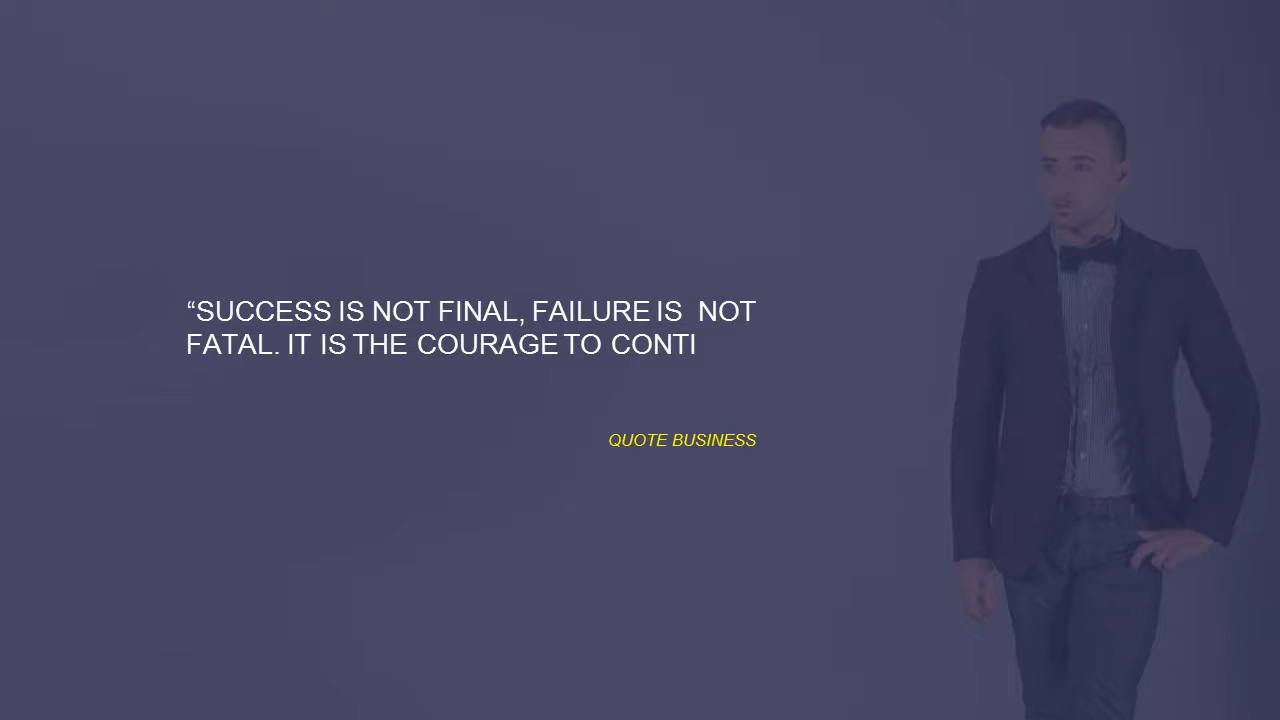 “SUCCESS IS NOT FINAL, FAILURE IS  NOT
FATAL. IT IS THE COURAGE TO CONTI
QUOTE BUSINESS